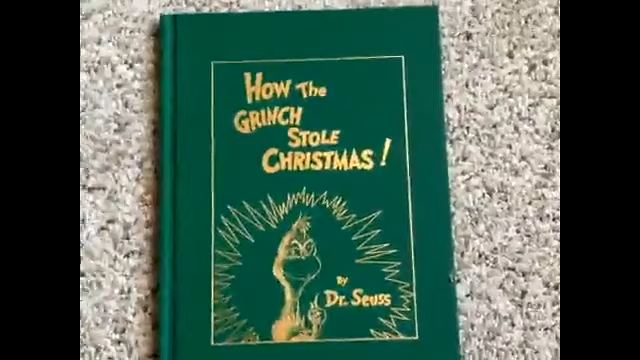 HOW THE
GRINCH
STOLE
CHRISTMAS!
BY
DR. SEUSS